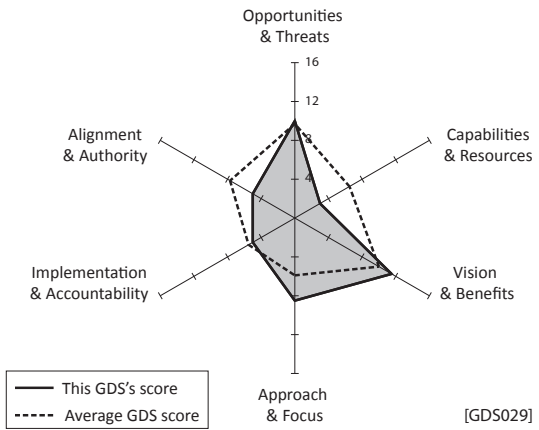 Opportunities
& Threats
16
12
8
4
Alignment
& Authority
Capabilities
& Resources
Implementation
& Accountability
Vision
& Benefits
Approach
& Focus
This GDS's score
Average GDS score
[GDS029]